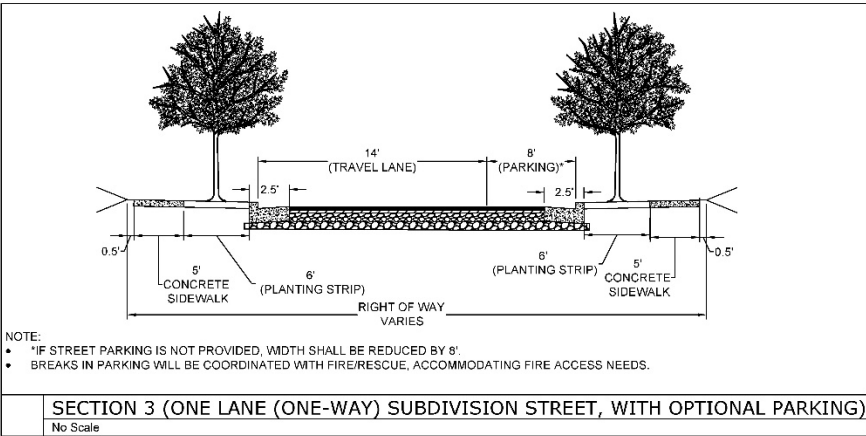 14'
(TRAVEL LANE)
8'
(PARKING)*
2.5'
2.5'
0.5'
5'
CONCRETE
SIDEWALK
6'
(PLANTING STRIP)
6'
(PLANTING STRIP)
5'
CONCRETE
SIDEWALK
0.5'
RIGHT OF WAY
VARIES
NOTE:
• *IF STREET PARKING IS NOT PROVIDED, WIDTH SHALL BE REDUCED BY 8'.
• BREAKS IN PARKING WILL BE COORDINATED WITH FIRE/RESCUE, ACCOMMODATING FIRE ACCESS NEEDS.
SECTION 3 (ONE LANE (ONE-WAY) SUBDIVISION STREET, WITH OPTIONAL PARKING)
No Scale